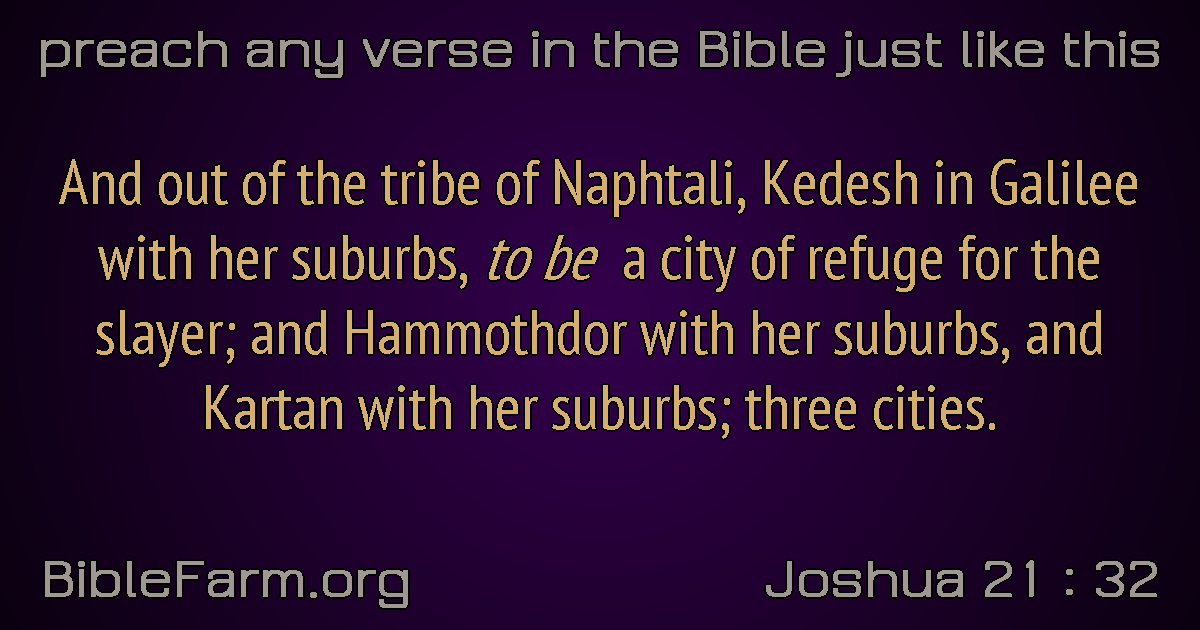 preach any verse in the Bible just like this
And out of the tribe of Naphtali, Kedesh in Galilee
with her suburbs, to be a city of refuge for the
slayer; and Hammothdor with her suburbs, and
Kartan with her suburbs; three cities.
BibleFarm.org
Joshua 21 : 32